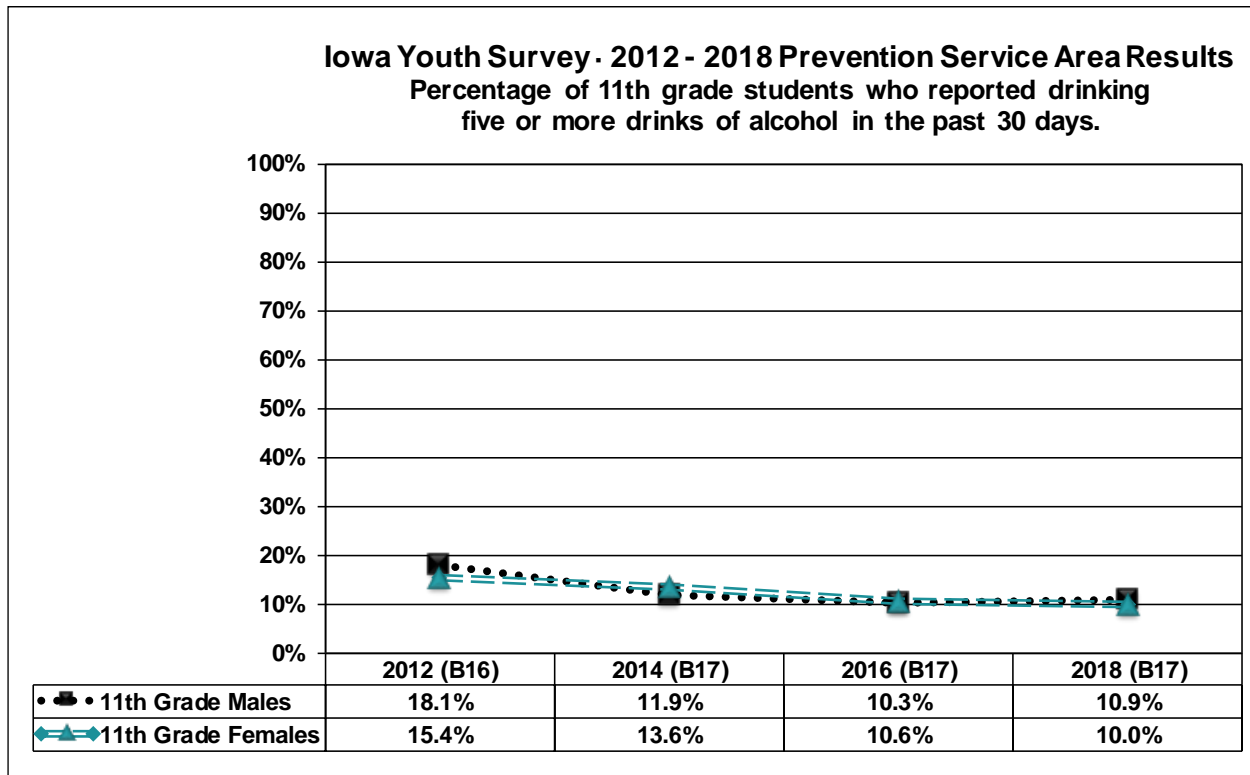 Iowa Youth Survey · 2012 - 2018 Prevention Service Area Results
Percentage of 11th grade students who reported drinking
five or more drinks of alcohol in the past 30 days.
100%
90%
80%
70%
60%
50%
40%
30%
20%
10%
0%
2012 (B16) 2014 (B17) 2016 (B17) 2018 (B17)
11th Grade Males 18.1% 11.9% 10.3% 10.9%
11th Grade Females 15.4% 13.6% 10.6% 10.0%